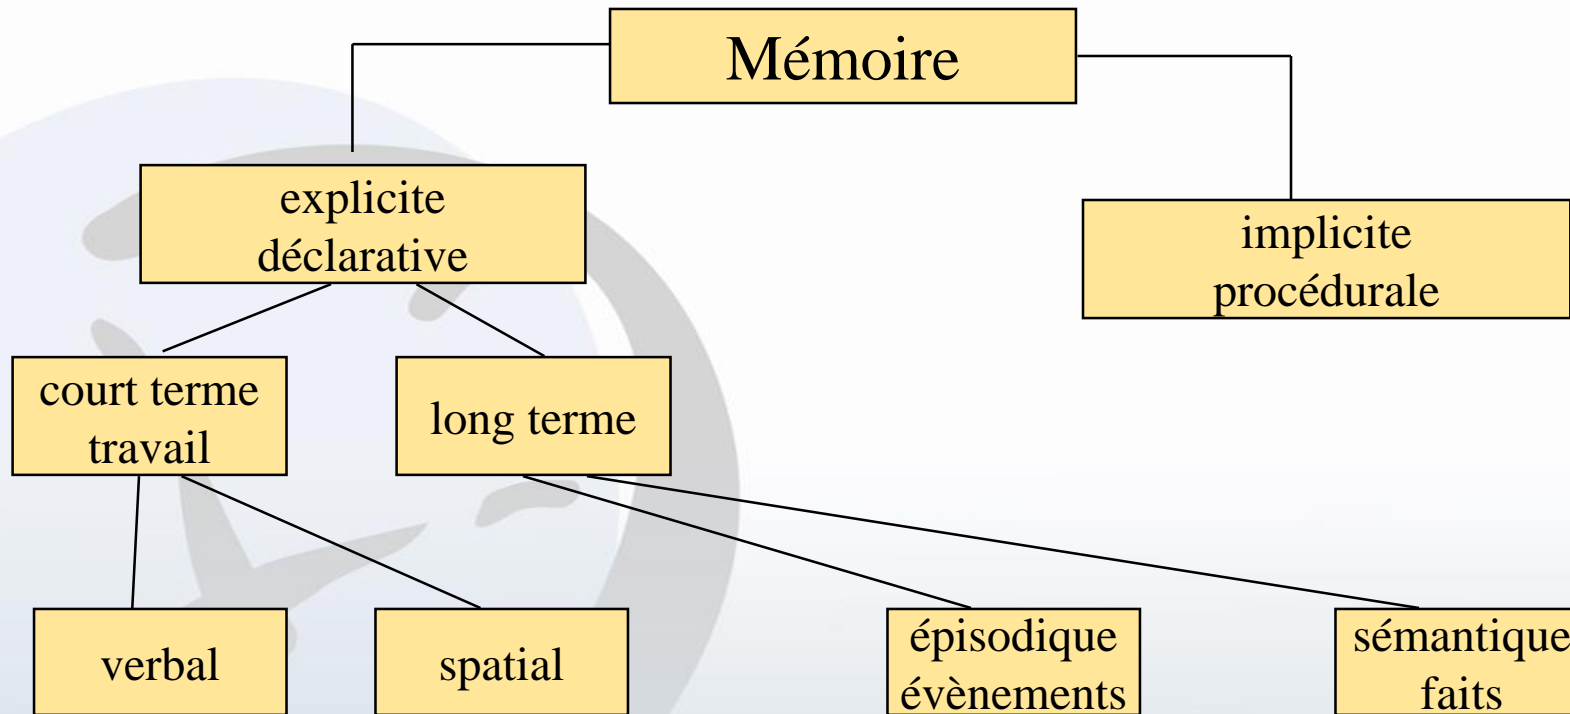 Mémoire
explicite
déclarative
implicite
procédurale
court terme
travail
long terme
verbal
spatial
épisodique
évènements
sémantique
faits